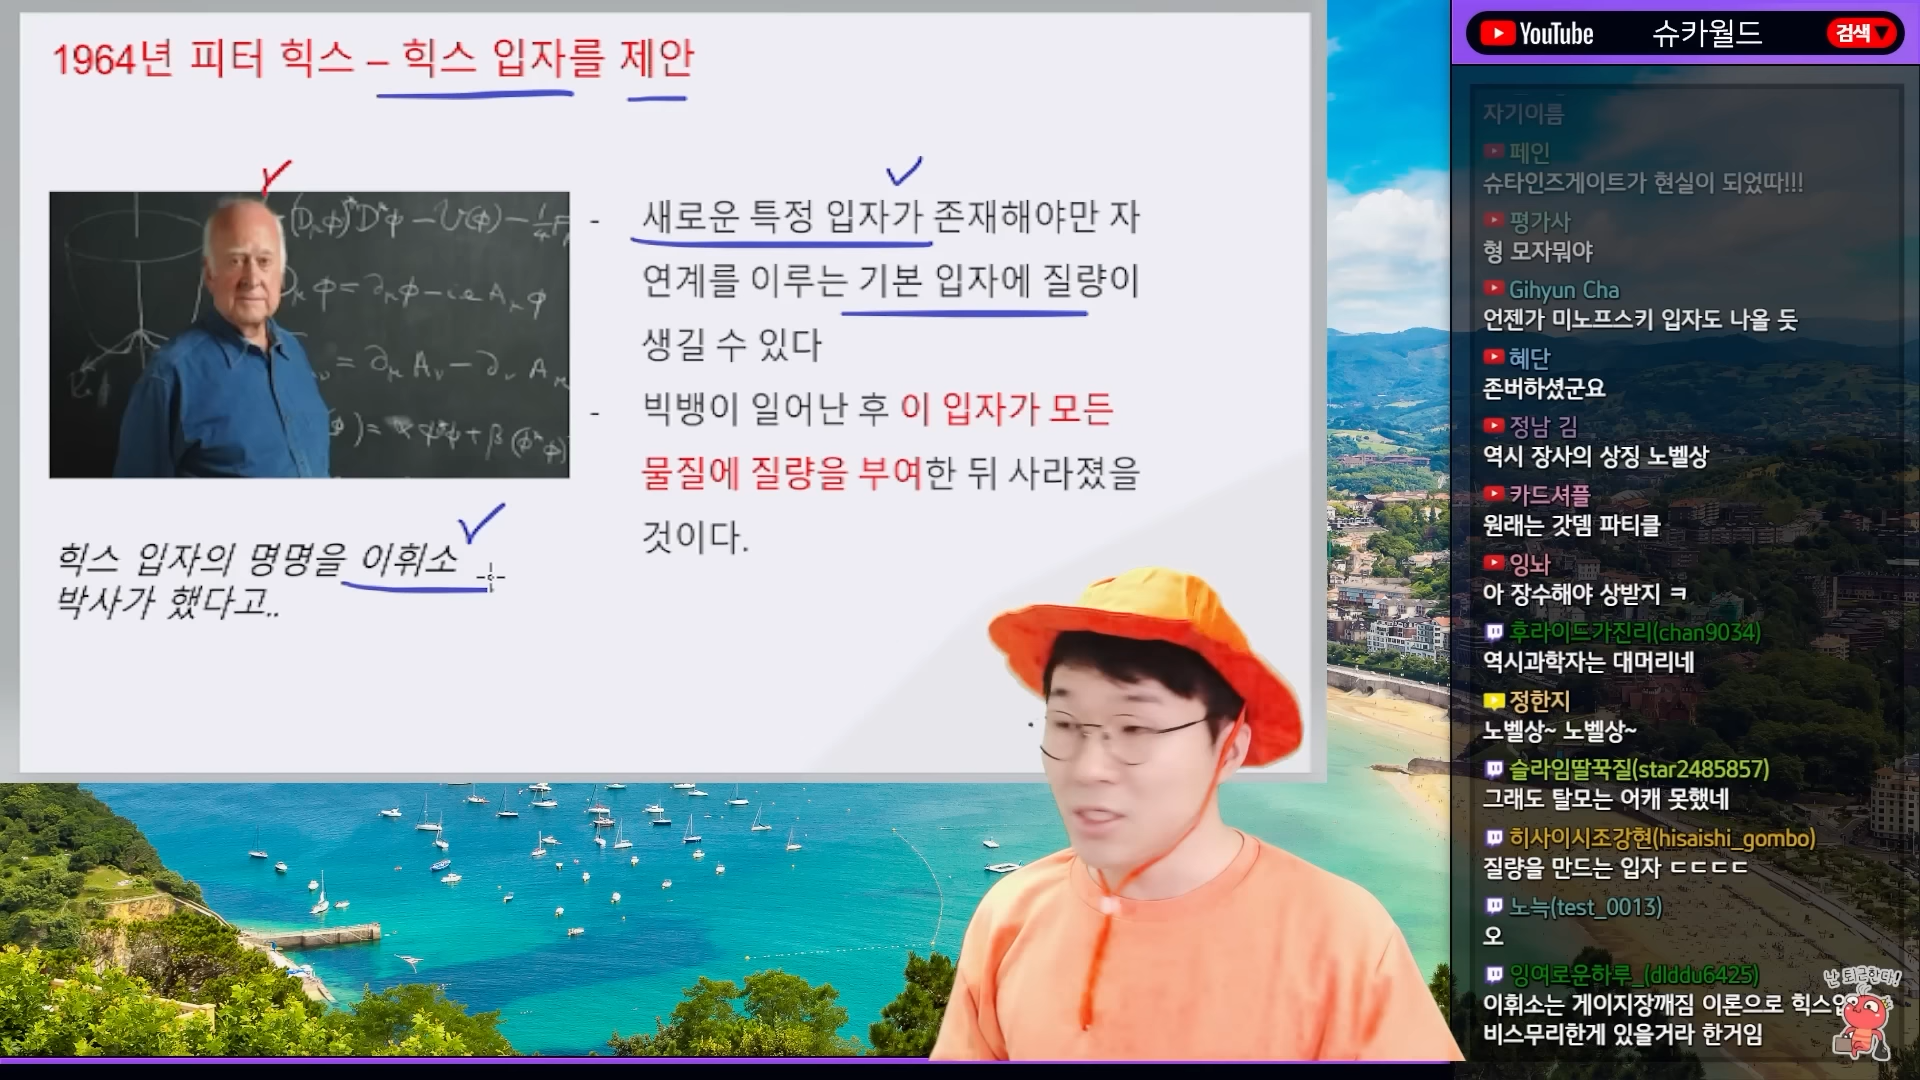 1964년 피터 힉스 – 힉스 입자를 제안
- 새로운 특정 입자가 존재해야만 자
연계를 이루는 기본 입자에 질량이
생길 수 있다
- 빅뱅이 일어난 후 이 입자가 모든
물질에 질량을 부여한 뒤 사라졌을
것이다.
힉스 입자의 명명을 이휘소
박사가 했다고..
YouTube 슈카월드 검색
자기이름
페인
슈타인즈게이트가 현실이 되었따!!!
평가사
형 모자뭐야
Gihyun Cha
언젠가 미노프스키 입자도 나올 듯
혜단
존버하셨군요
정남 김
역시 장사의 상징 노벨상
카드셔플
원래는 갓뎀 파티클
잉놔
아 장수해야 상받지 ㅋ
후라이드가진리(chan9034)
역시과학자는 대머리네
정한지
노벨상~ 노벨상~
슬라임딸꾹질(star2485857)
그래도 탈모는 어캐 못했네
히사이시조강현(hisaishi_gombo)
질량을 만드는 입자 ㄷㄷㄷㄷ
노늑(test_0013)
오
잉여로운하루_(dlddu6425)
이휘소는 게이지장깨짐 이론으로 힉스입
비스무리한게 있을거라 한거임
난 퇴근한다!